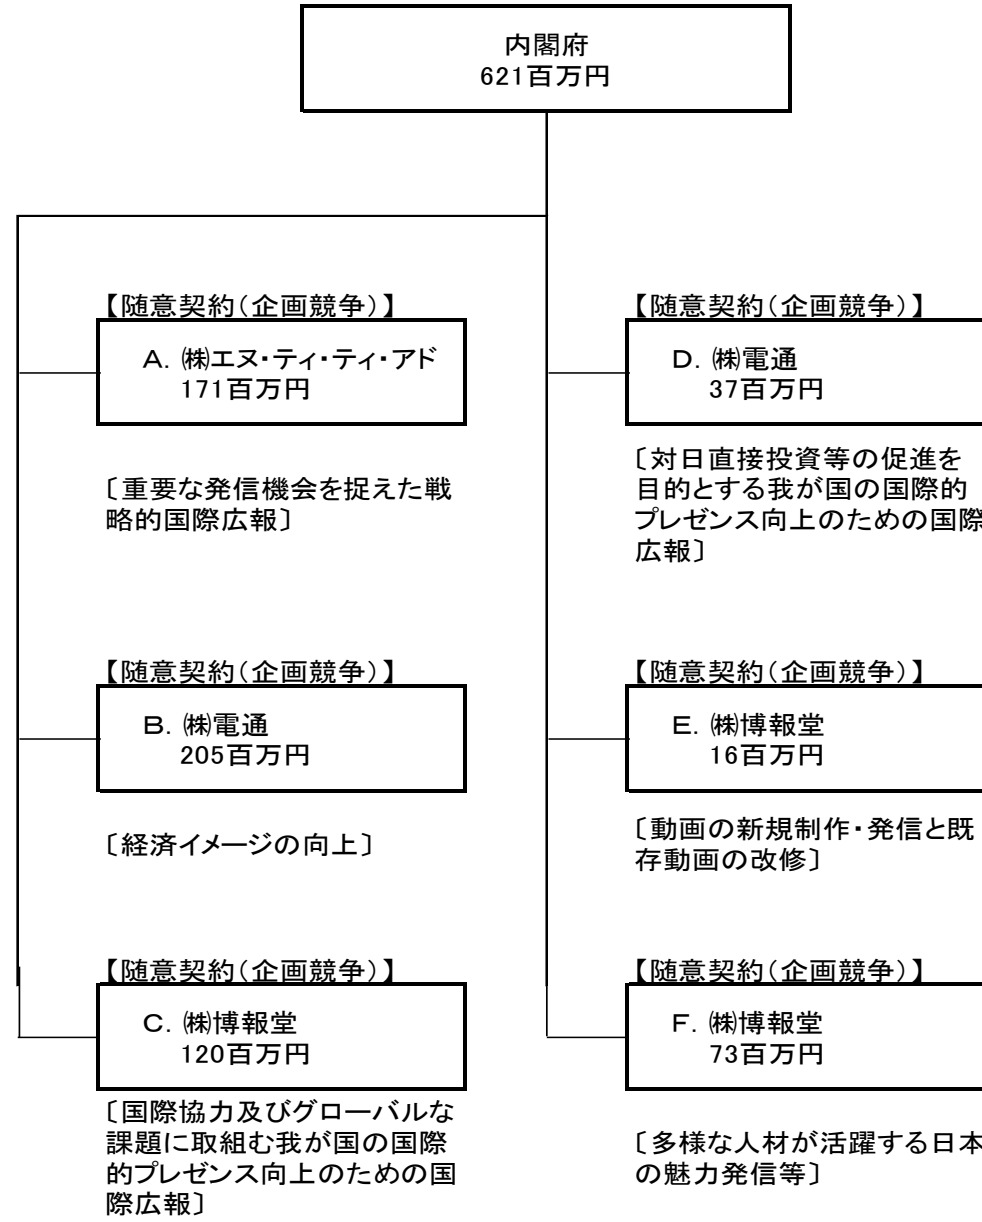 内閣府
621百万円
【随意契約(企画競争)】
A. ㈱エヌ・ティ・ティ・アド
171百万円
〔重要な発信機会を捉えた戦
略的国際広報〕
【随意契約(企画競争)】
B. ㈱電通
205百万円
〔経済イメージの向上〕
【随意契約(企画競争)】
C. ㈱博報堂
120百万円
〔国際協力及びグローバルな
課題に取組む我が国の国際
的プレゼンス向上のための国
際広報〕
【随意契約(企画競争)】
D. ㈱電通
37百万円
〔対日直接投資等の促進を
目的とする我が国の国際的
プレゼンス向上のための国際
広報〕
【随意契約(企画競争)】
E. ㈱博報堂
16百万円
〔動画の新規制作・発信と既
存動画の改修〕
【随意契約(企画競争)】
F. ㈱博報堂
73百万円
〔多様な人材が活躍する日本
の魅力発信等〕